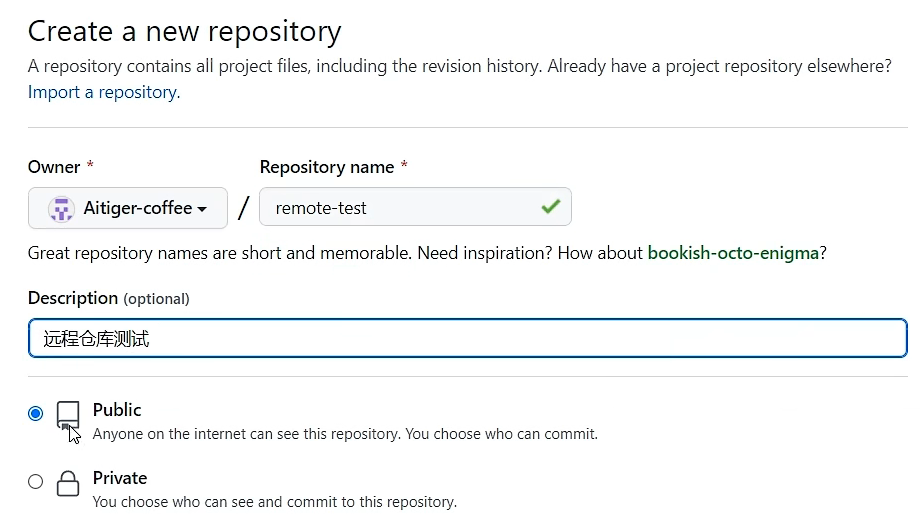 Create a new repository
A repository contains all project files, including the revision history. Already have a project repository elsewhere?
Import a repository.
Owner * Repository name *
Aitiger-coffee / remote-test
Great repository names are short and memorable. Need inspiration? How about bookish-octo-enigma?
Description (optional)
远程仓库测试
Public
Anyone on the internet can see this repository. You choose who can commit.
Private
You choose who can see and commit to this repository.